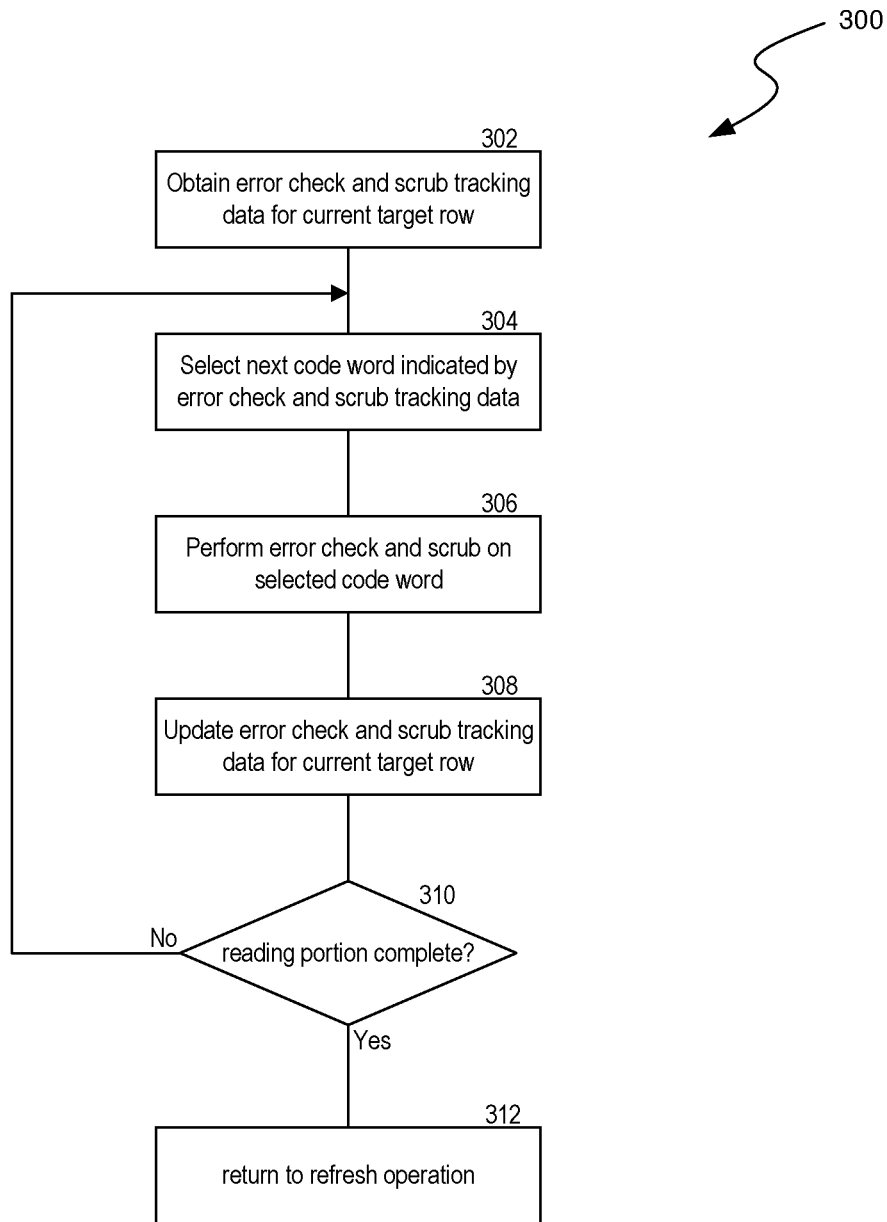 300
302
Obtain error check and scrub tracking
data for current target row
304
Select next code word indicated by
error check and scrub tracking data
306
Perform error check and scrub on
selected code word
308
Update error check and scrub tracking
data for current target row
310
reading portion complete?
No
Yes
312
return to refresh operation